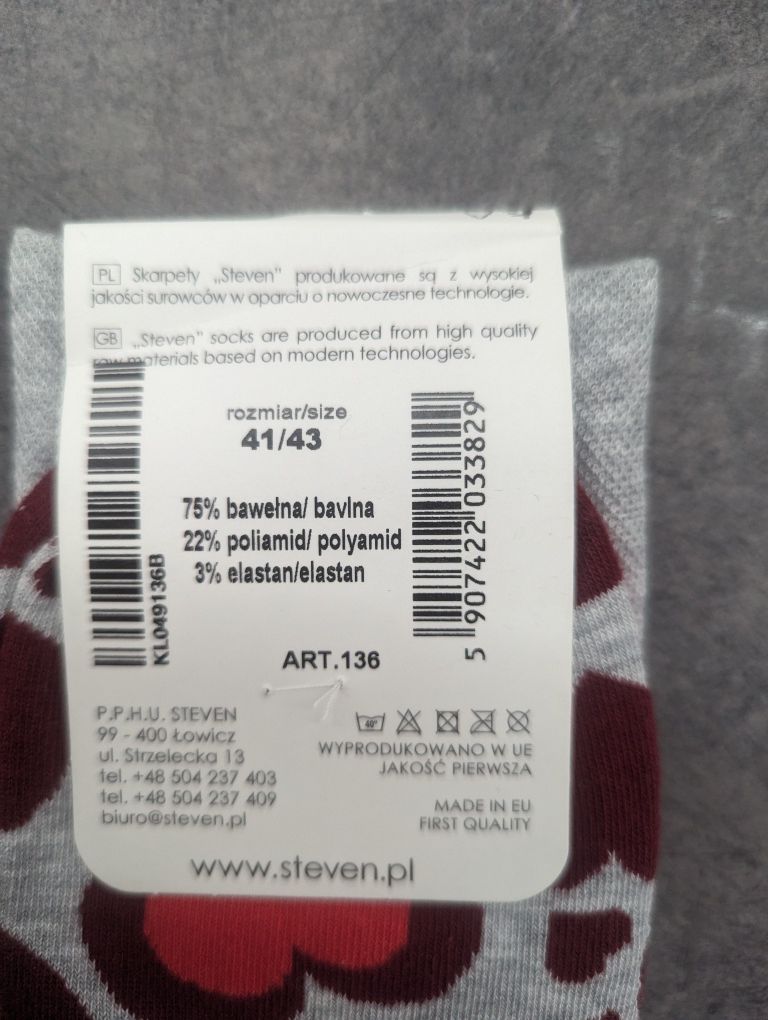 PL Skarpety „Steven" produkowane są z wysokiej
jakości surowców w oparciu o nowoczesne technologie.
GB „Steven" socks are produced from high quality
raw materials based on modern technologies.
rozmiar/size
41/43
75% bawełna/ bavlna
22% poliamid/ polyamid
3% elastan/elastan
KL049136B
5 907422 033829
ART.136
P.P.H.U. STEVEN
99 - 400 Łowicz
ul. Strzelecka 13
tel. +48 504 237 403
tel. +48 504 237 409
biuro@steven.pl
40°
WYPRODUKOWANO W UE
JAKOŚĆ PIERWSZA
MADE IN EU
FIRST QUALITY
www.steven.pl